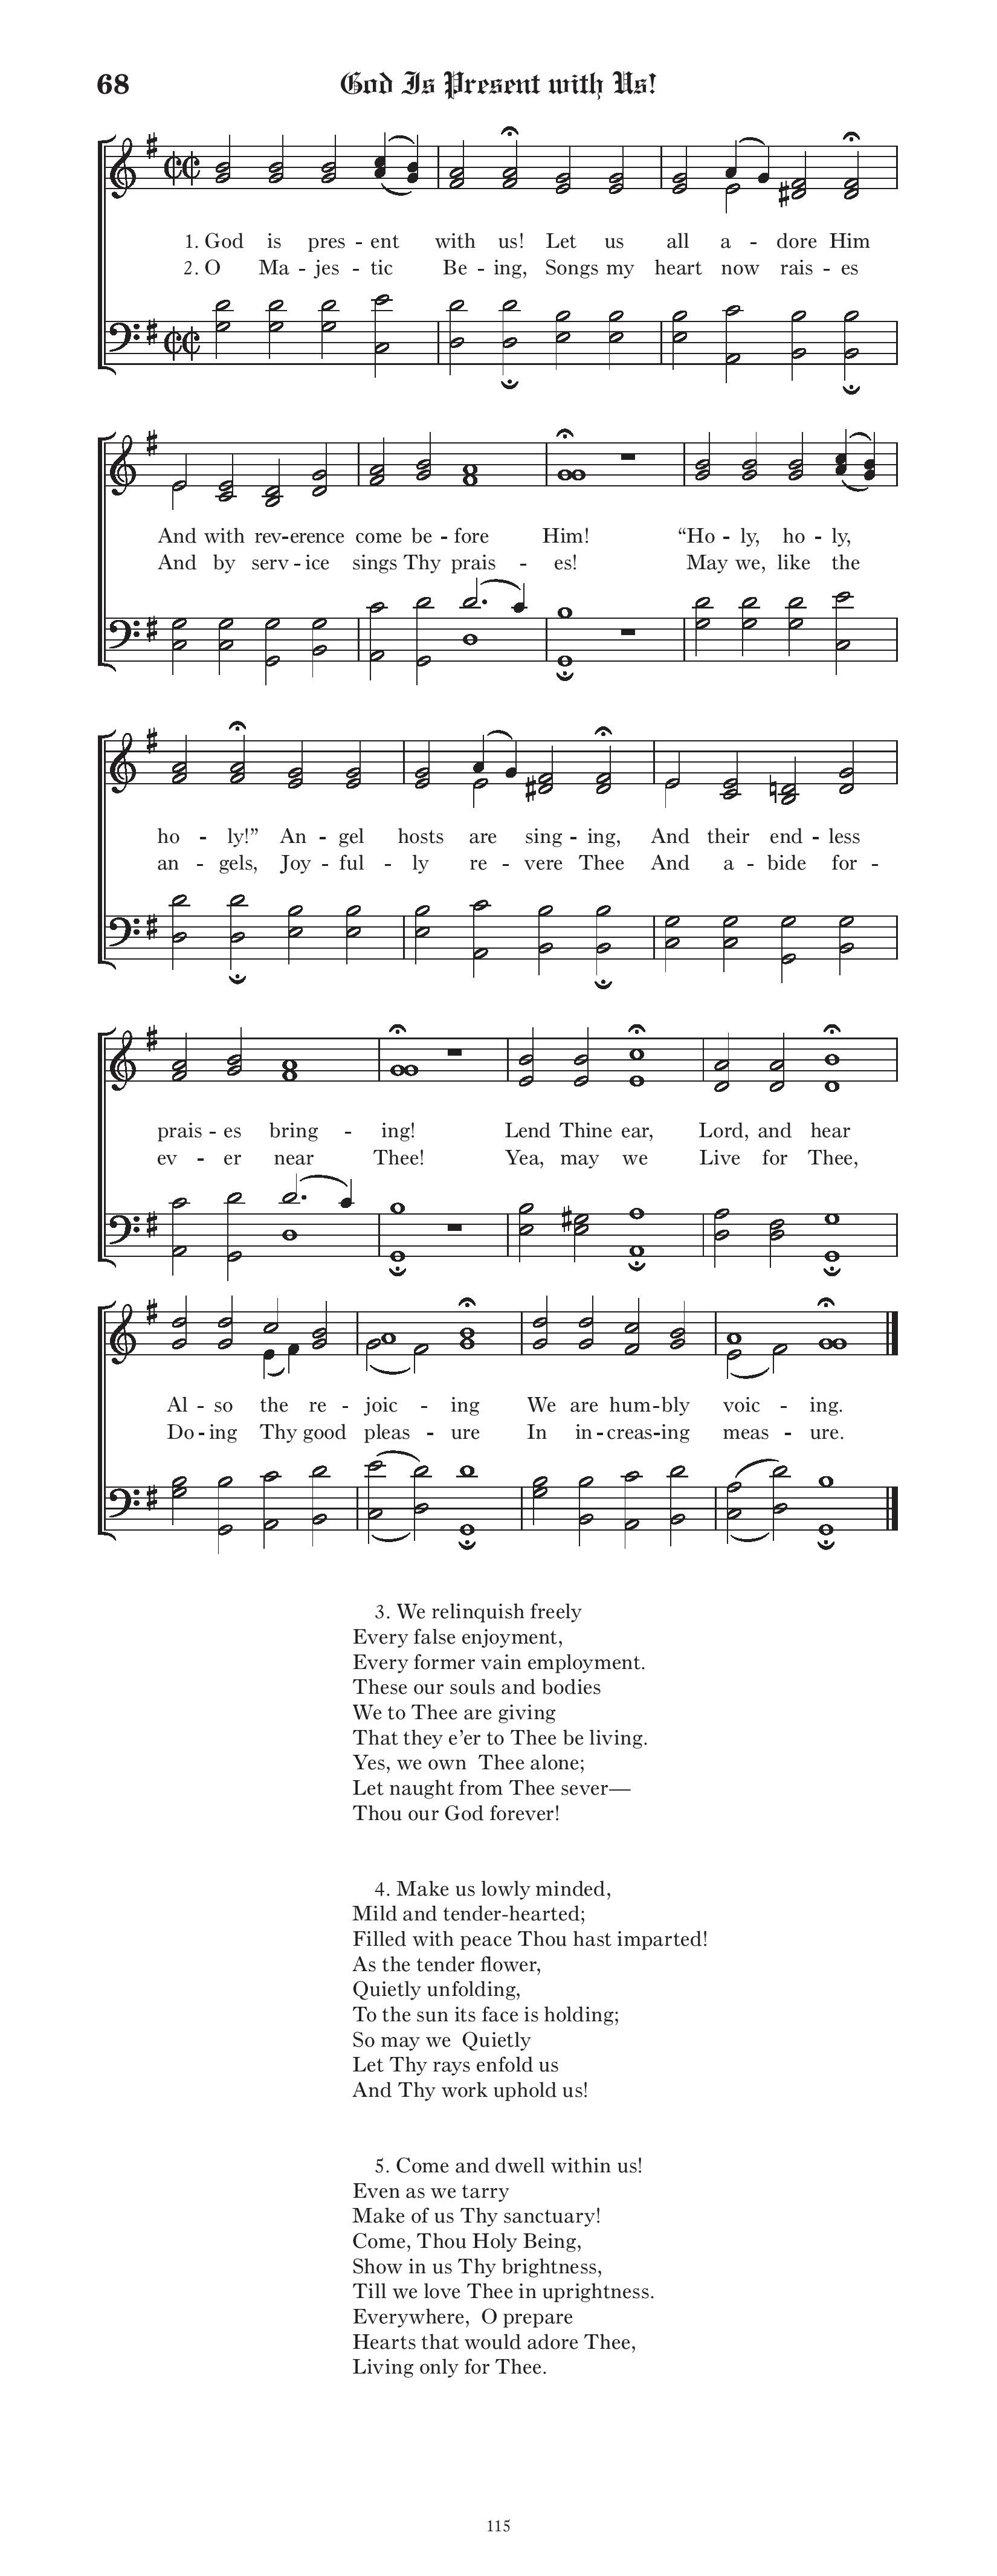 68 God Is Present with Us!
1. God is pres - ent with us! Let us all a - dore Him
2. O Ma - jes - tic Be - ing, Songs my heart now rais - es
And with rev-erence come be - fore Him! “Ho - ly, ho - ly,
And by serv - ice sings Thy prais - es! May we, like the
ho - ly!” An - gel hosts are sing - ing, And their end - less
an - gels, Joy - ful - ly re - vere Thee And a - bide for -
prais - es bring - ing! Lend Thine ear, Lord, and hear
ev - er near Thee! Yea, may we Live for Thee,
Al - so the re - joic - ing We are hum-bly voic - ing.
Do - ing Thy good pleas - ure In in - creas-ing meas - ure.
3. We relinquish freely
Every false enjoyment,
Every former vain employment.
These our souls and bodies
We to Thee are giving
That they e’er to Thee be living.
Yes, we own Thee alone;
Let naught from Thee sever—
Thou our God forever!
4. Make us lowly minded,
Mild and tender-hearted;
Filled with peace Thou hast imparted!
As the tender flower,
Quietly unfolding,
To the sun its face is holding;
So may we Quietly
Let Thy rays enfold us
And Thy work uphold us!
5. Come and dwell within us!
Even as we tarry
Make of us Thy sanctuary!
Come, Thou Holy Being,
Show in us Thy brightness,
Till we love Thee in uprightness.
Everywhere, O prepare
Hearts that would adore Thee,
Living only for Thee.
115